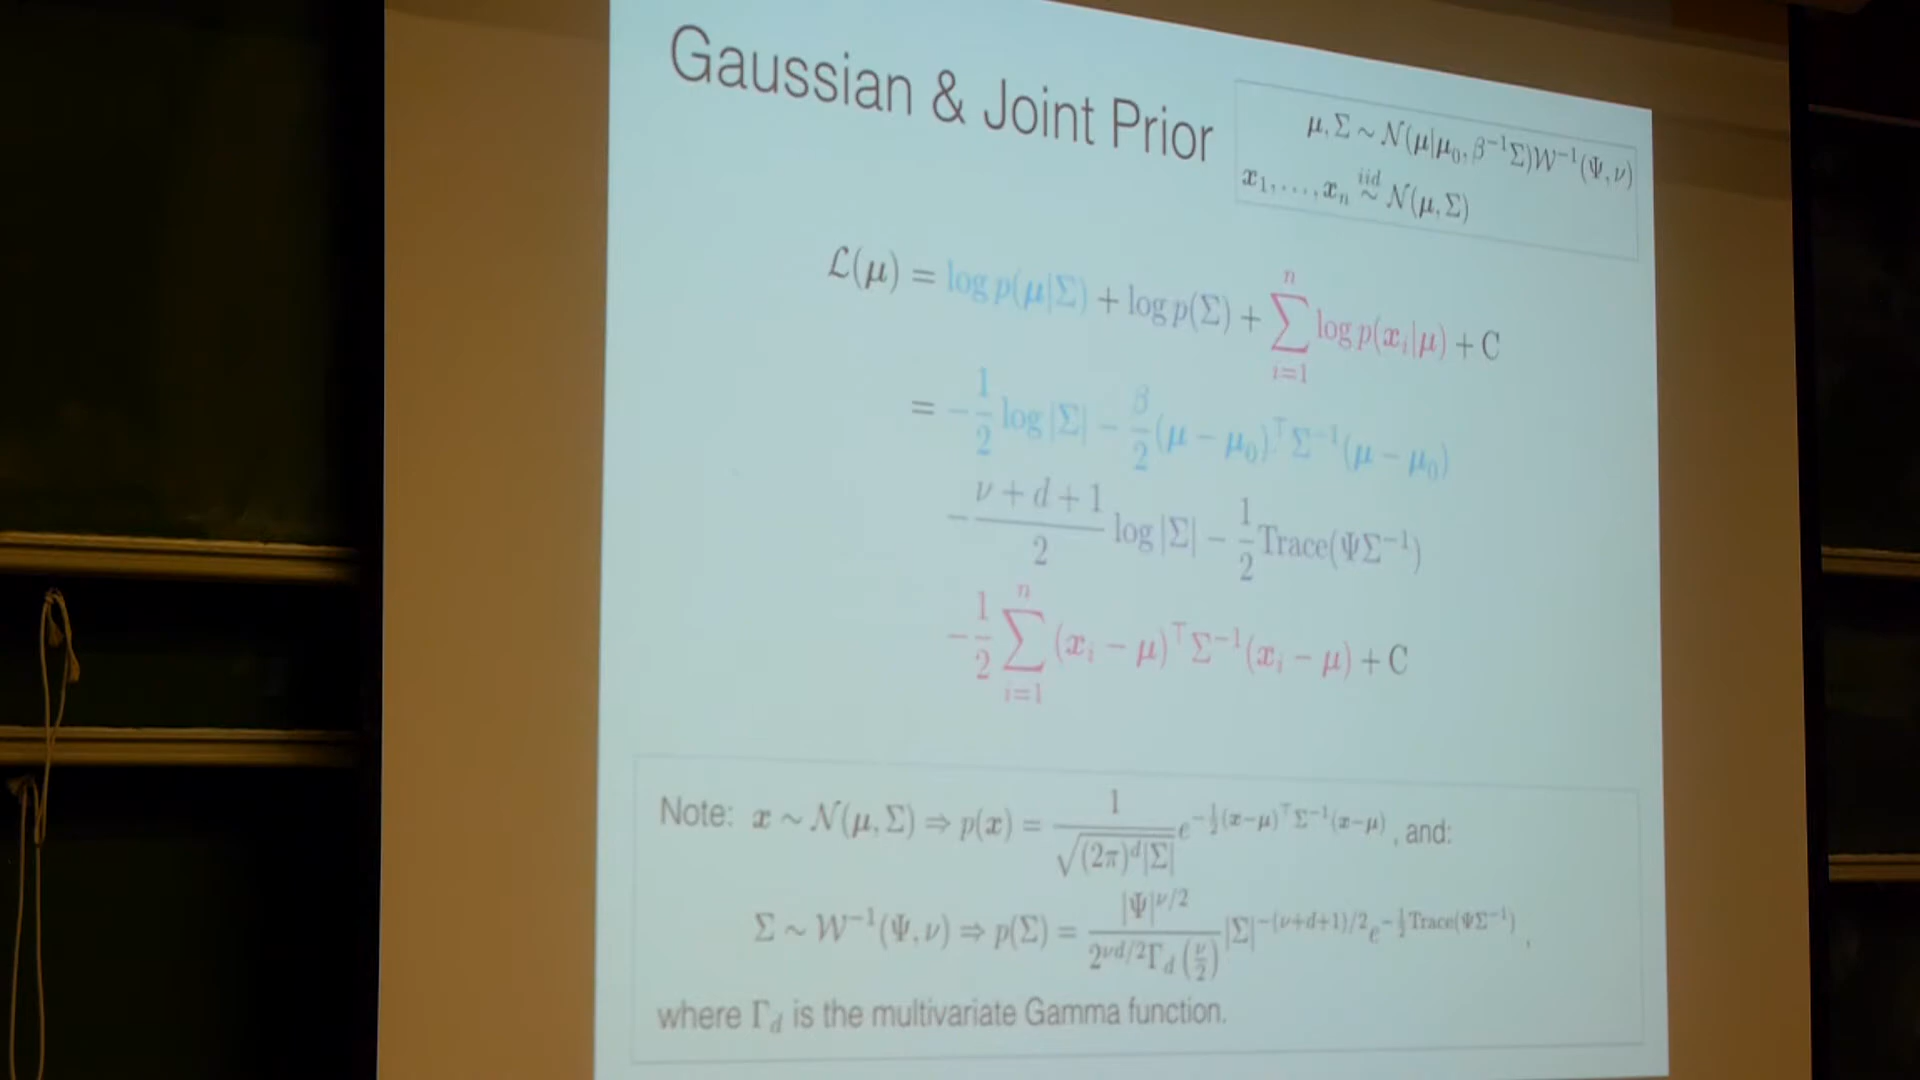 Gaussian & Joint Prior
μ, Σ ~ N(μ|μ₀, β⁻¹Σ)W⁻¹(Ψ, ν)
x₁, …, xₙ iid ~ N(μ, Σ)
L(μ) = log p(μ|Σ) + log p(Σ) + ∑ᵢ₌₁ⁿ log p(xᵢ|μ) + C
= −1/2 log |Σ| − β/2 (μ − μ₀)ᵀ Σ⁻¹(μ − μ₀)
− (ν + d + 1)/2 log |Σ| − 1/2 Trace(ΨΣ⁻¹)
− 1/2 ∑ᵢ₌₁ⁿ (xᵢ − μ)ᵀ Σ⁻¹(xᵢ − μ) + C
Note: x ~ N(μ, Σ) ⇒ p(x) = 1/√((2π)ᵈ|Σ|) e^{−1/2(x−μ)ᵀ Σ⁻¹(x−μ)}, and:
Σ ~ W⁻¹(Ψ, ν) ⇒ p(Σ) = |Ψ|^{ν/2} / (2^{νd/2} Γ_d(ν/2)) |Σ|^{−(ν+d+1)/2} e^{−1/2 Trace(ΨΣ⁻¹)},
where Γ_d is the multivariate Gamma function.